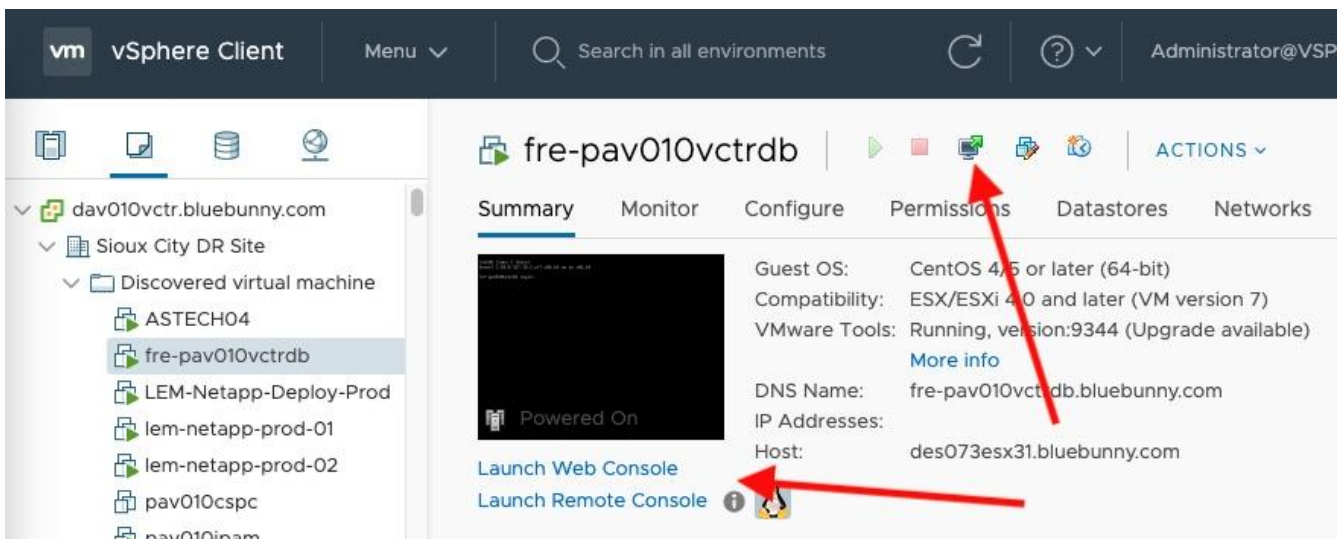 vm vSphere Client Menu Search in all environments Administrator@VSP
fre-pav010vctrdb ACTIONS
Summary Monitor Configure Permissions Datastores Networks
dav010vctr.bluebunny.com
Sioux City DR Site
Discovered virtual machine
ASTECH04
fre-pav010vctrdb
LEM-Netapp-Deploy-Prod
lem-netapp-prod-01
lem-netapp-prod-02
pav010cspc
pav010ipam
Powered On
Launch Web Console
Launch Remote Console
Guest OS: CentOS 4/5 or later (64-bit)
Compatibility: ESX/ESXi 4.0 and later (VM version 7)
VMware Tools: Running, version:9344 (Upgrade available)
More info
DNS Name: fre-pav010vctrdb.bluebunny.com
IP Addresses:
Host: des073esx31.bluebunny.com